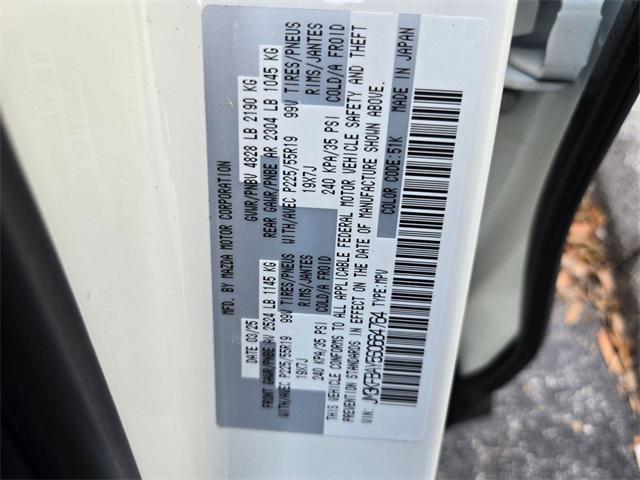 MFD. BY MAZDA MOTOR CORPORATION
DATE 03/25 GVWR/PNBV 4828 LB 2190 KG
FRONT GAWR/PNBE AV 2524 LB 1145 KG REAR GAWR/PNBE AR 2304 LB 1045 KG
WITH/AVEC P225/55R19 99V TIRES/PNEUS WITH/AVEC P225/55R19 99V TIRES/PNEUS
19X7J RIMS/JANTES 19X7J RIMS/JANTES
240 KPA/35 PSI COLD/A FROID 240 KPA/35 PSI COLD/A FROID
THIS VEHICLE CONFORMS TO ALL APPLICABLE FEDERAL MOTOR VEHICLE SAFETY AND THEFT
PREVENTION STANDARDS IN EFFECT ON THE DATE OF MANUFACTURE SHOWN ABOVE.
VIN: TYPE:MPV COLOR CODE:51K MADE IN JAPAN